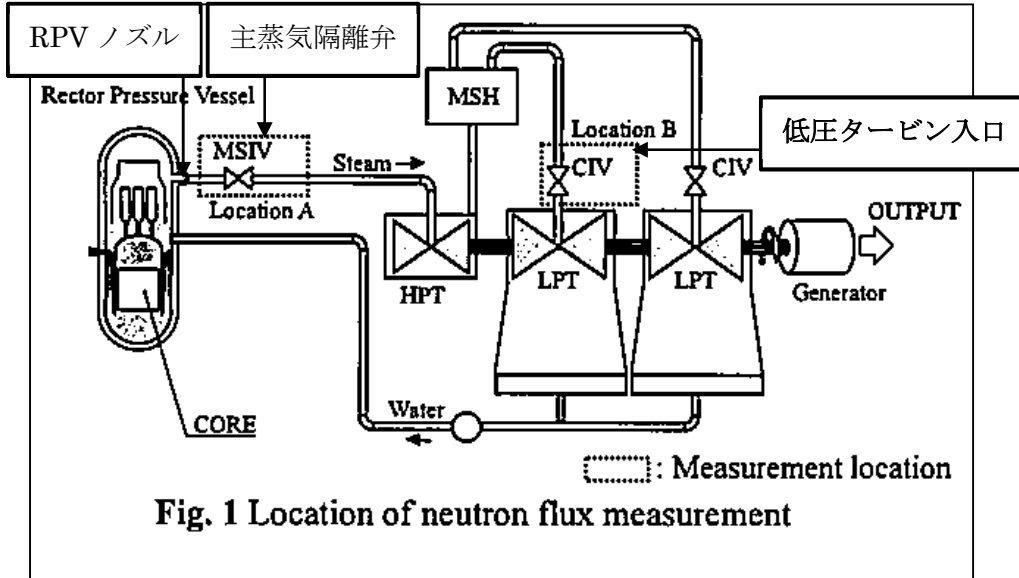 RPV ノズル
主蒸気隔離弁
Rector Pressure Vessel
MSH
Location B
低圧タービン入口
MSIV
Steam
CIV
CIV
Location A
OUTPUT
HPT
LPT
LPT
Generator
CORE
Water
: Measurement location
Fig. 1 Location of neutron flux measurement